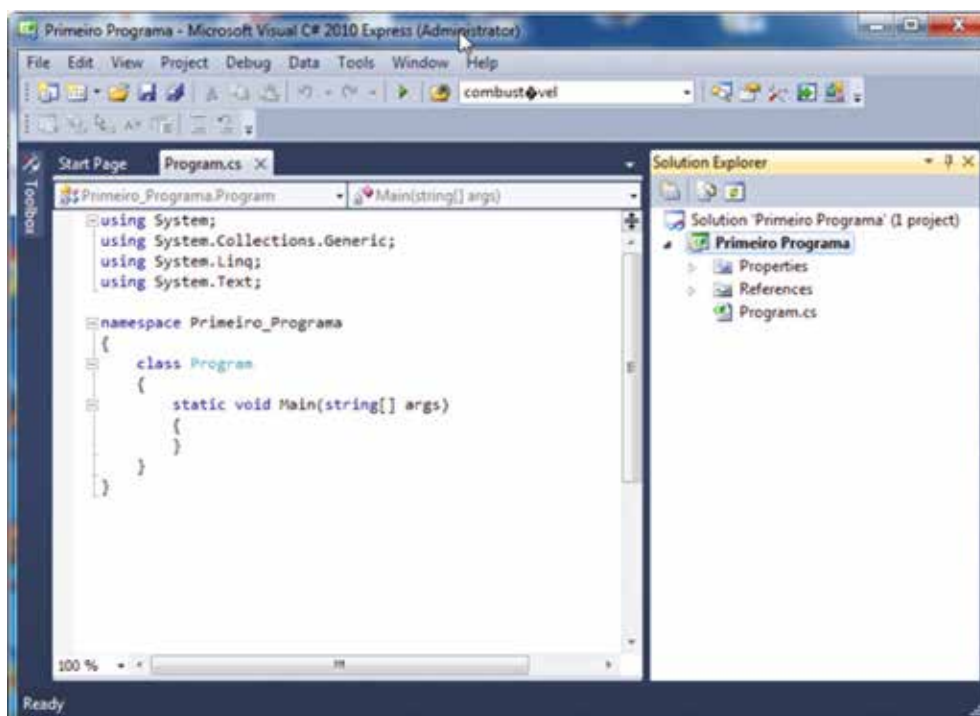 Primeiro Programa - Microsoft Visual C# 2010 Express (Administrator)
File Edit View Project Debug Data Tools Window Help
combust�vel
Toolbox
Start Page Program.cs
Primeiro_Programa.Program Main(string[] args)
using System;
using System.Collections.Generic;
using System.Linq;
using System.Text;
namespace Primeiro_Programa
{
class Program
{
static void Main(string[] args)
{
}
}
}
100 %
Solution Explorer
Solution 'Primeiro Programa' (1 project)
Primeiro Programa
Properties
References
Program.cs
Ready